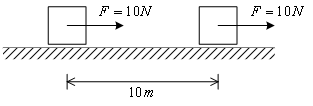 F = 10N
F = 10N
10m